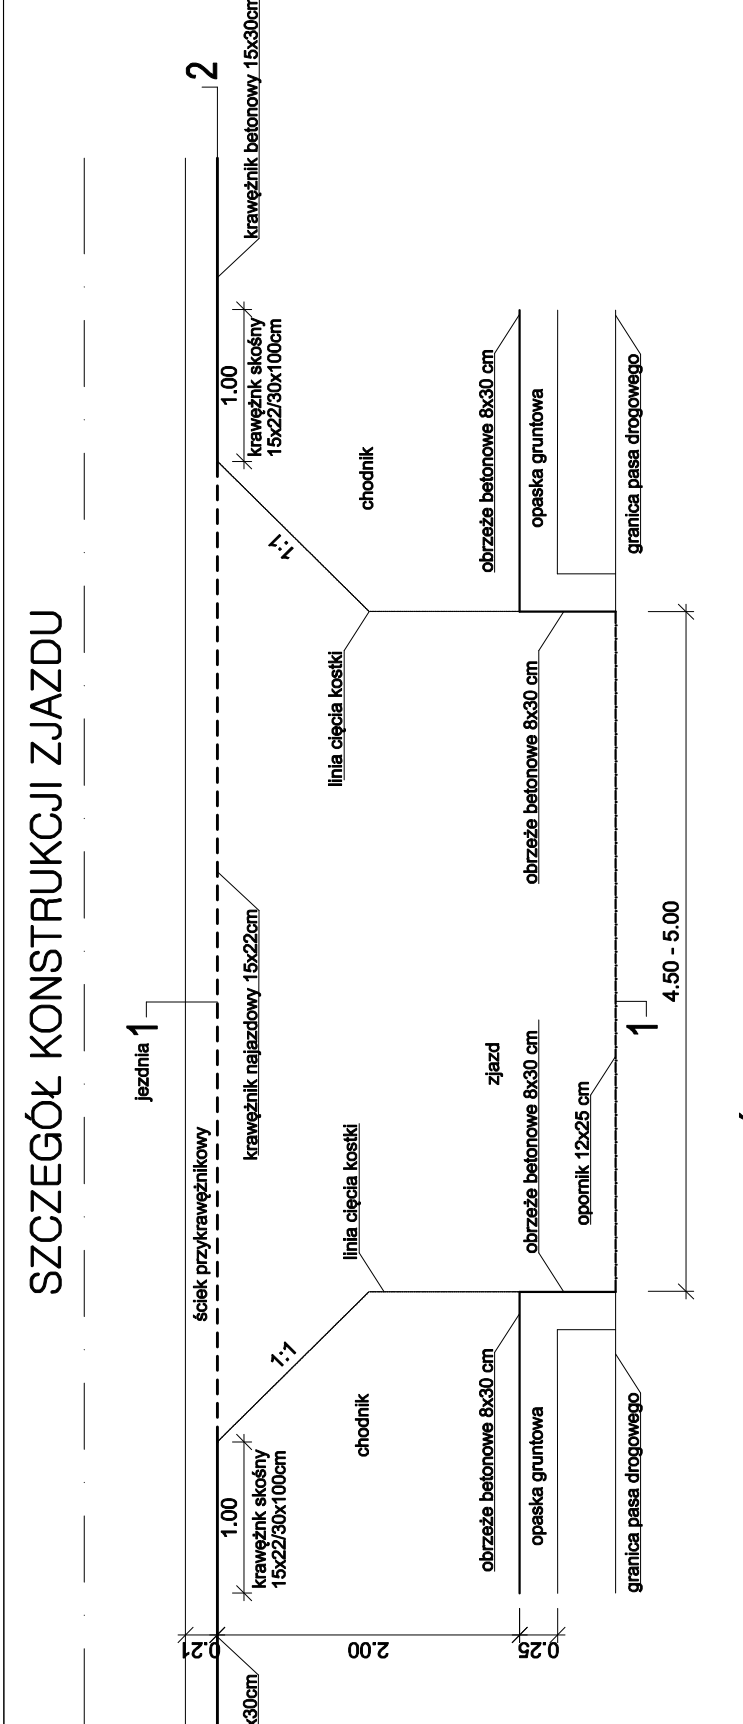 SZCZEGÓŁ KONSTRUKCJI ZJAZDU
jezdnia
1
2
ściek przykrawężnikowy
krawężnik betonowy 15x30cm
krawężnik najazdowy 15x22cm
x30cm
1.00
krawężnk skośny
15x22/30x100cm
1.00
krawężnk skośny
15x22/30x100cm
1:1
1:1
chodnik
chodnik
linia cięcia kostki
linia cięcia kostki
zjazd
obrzeże betonowe 8x30 cm
obrzeże betonowe 8x30 cm
obrzeże betonowe 8x30 cm
obrzeże betonowe 8x30 cm
opaska gruntowa
opaska gruntowa
opornik 12x25 cm
granica pasa drogowego
granica pasa drogowego
1
4.50 - 5.00
0.21
2.00
0.25